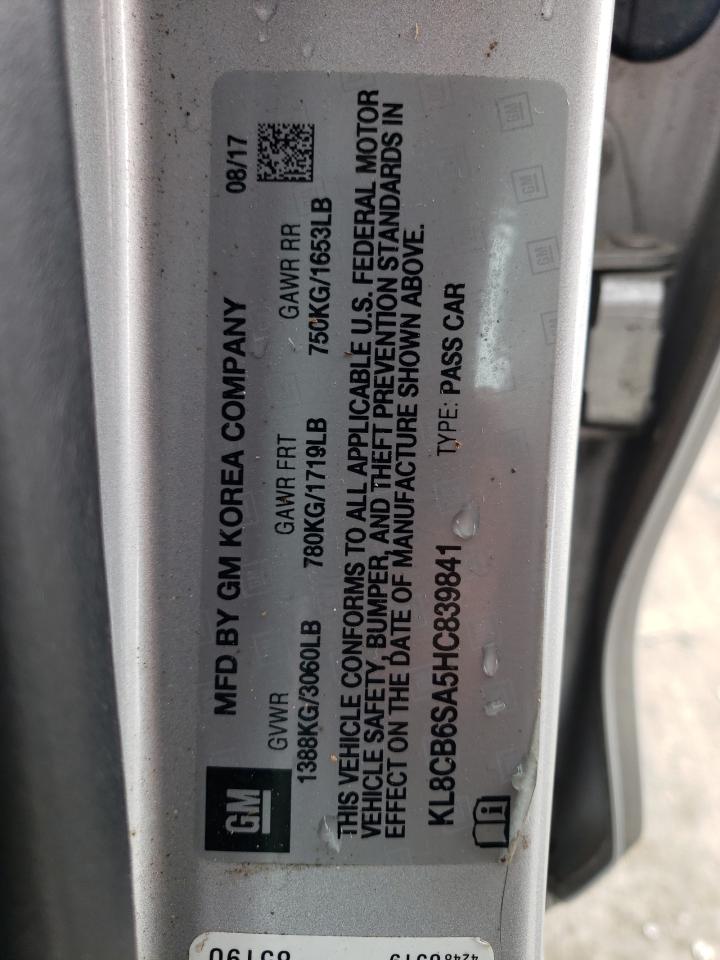 GM
MFD BY GM KOREA COMPANY 08/17
GVWR GAWR FRT GAWR RR
1388KG/3060LB 780KG/1719LB 750KG/1653LB
THIS VEHICLE CONFORMS TO ALL APPLICABLE U.S. FEDERAL MOTOR
VEHICLE SAFETY, BUMPER, AND THEFT PREVENTION STANDARDS IN
EFFECT ON THE DATE OF MANUFACTURE SHOWN ABOVE.
KL8CB6SA5HC839841 TYPE: PASS CAR